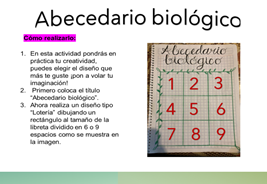 Abecedario biológico
Cómo realizarlo:
1. En esta actividad pondrás en
práctica tu creatividad,
puedes elegir el diseño que
más te guste ¡pon a volar tu
imaginación!
2. Primero coloca el título
"Abecedario biológico".
3. Ahora realiza un diseño tipo
"Lotería" dibujando un
rectángulo al tamaño de la
libreta dividido en 6 o 9
espacios como se muestra en
la imagen.
Abecedario
biológico
1 2 3
4 5 6
7 8 9